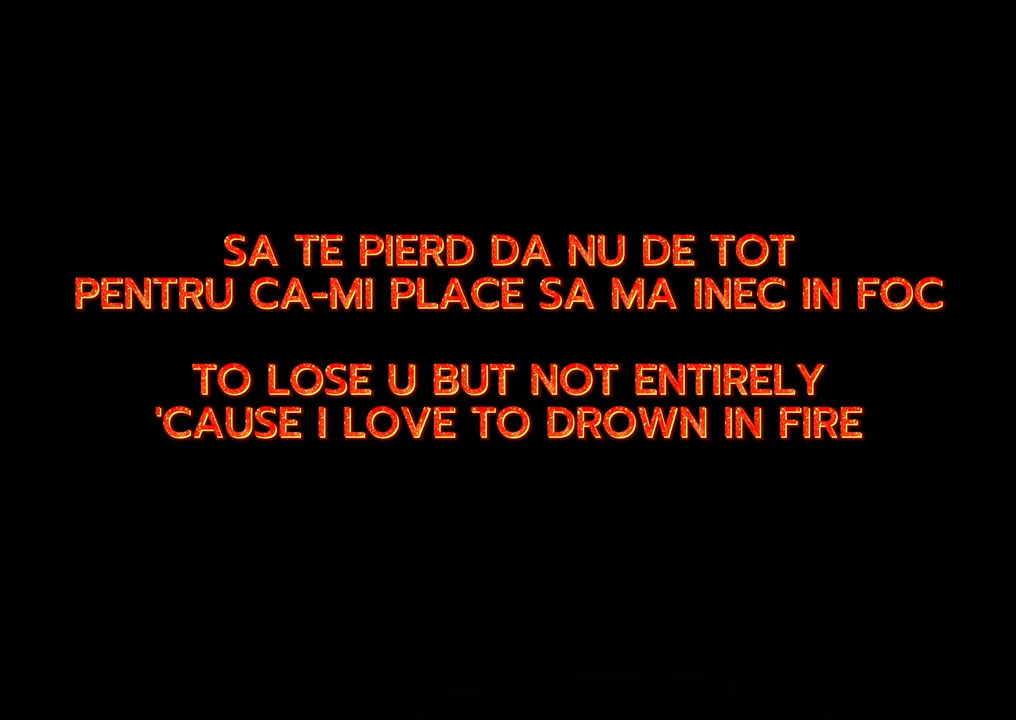 SA TE PIERD DA NU DE TOT
PENTRU CA-MI PLACE SA MA INEC IN FOC
TO LOSE U BUT NOT ENTIRELY
'CAUSE I LOVE TO DROWN IN FIRE